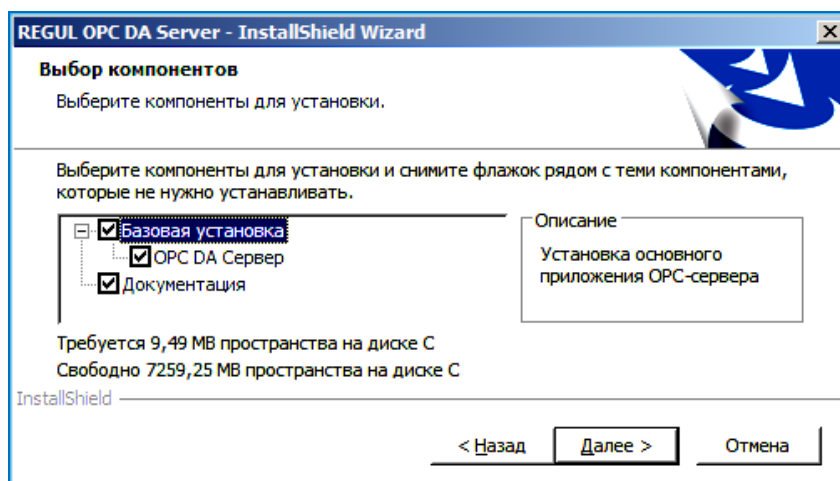 REGUL OPC DA Server - InstallShield Wizard
Выбор компонентов
Выберите компоненты для установки.
Выберите компоненты для установки и снимите флажок рядом с теми компонентами,
которые не нужно устанавливать.
Базовая установка
OPC DA Сервер
Документация
Описание
Установка основного
приложения OPC-сервера
Требуется 9,49 MB пространства на диске C
Свободно 7259,25 MB пространства на диске C
InstallShield
< Назад
Далее >
Отмена